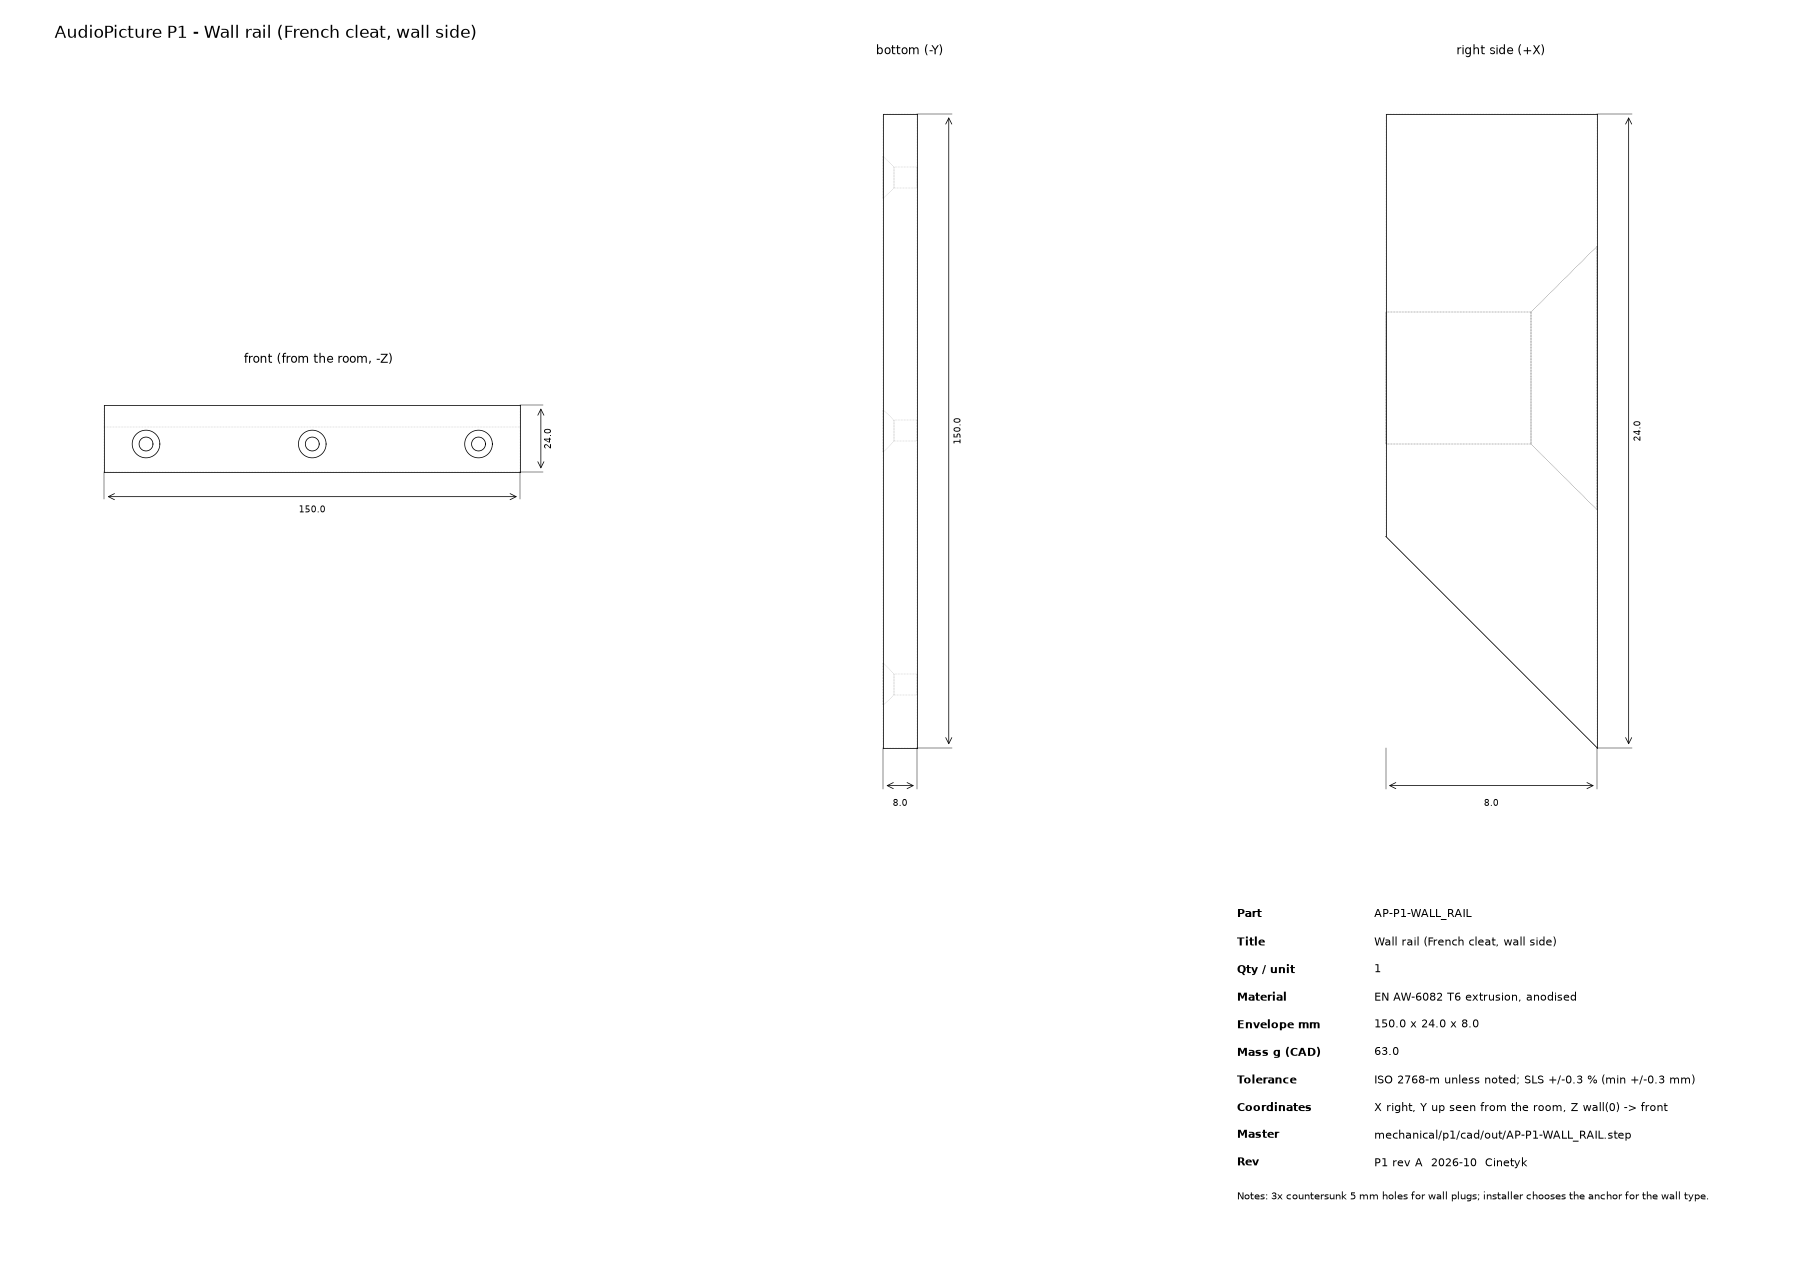 AudioPicture P1 - Wall rail (French cleat, wall side)
bottom (-Y)
right side (+X)
front (from the room, -Z)
24.0
150.0
150.0
8.0
24.0
8.0
Part AP-P1-WALL_RAIL
Title Wall rail (French cleat, wall side)
Qty / unit 1
Material EN AW-6082 T6 extrusion, anodised
Envelope mm 150.0 x 24.0 x 8.0
Mass g (CAD) 63.0
Tolerance ISO 2768-m unless noted; SLS +/-0.3 % (min +/-0.3 mm)
Coordinates X right, Y up seen from the room, Z wall(0) -> front
Master mechanical/p1/cad/out/AP-P1-WALL_RAIL.step
Rev P1 rev A 2026-10 Cinetyk
Notes: 3x countersunk 5 mm holes for wall plugs; installer chooses the anchor for the wall type.